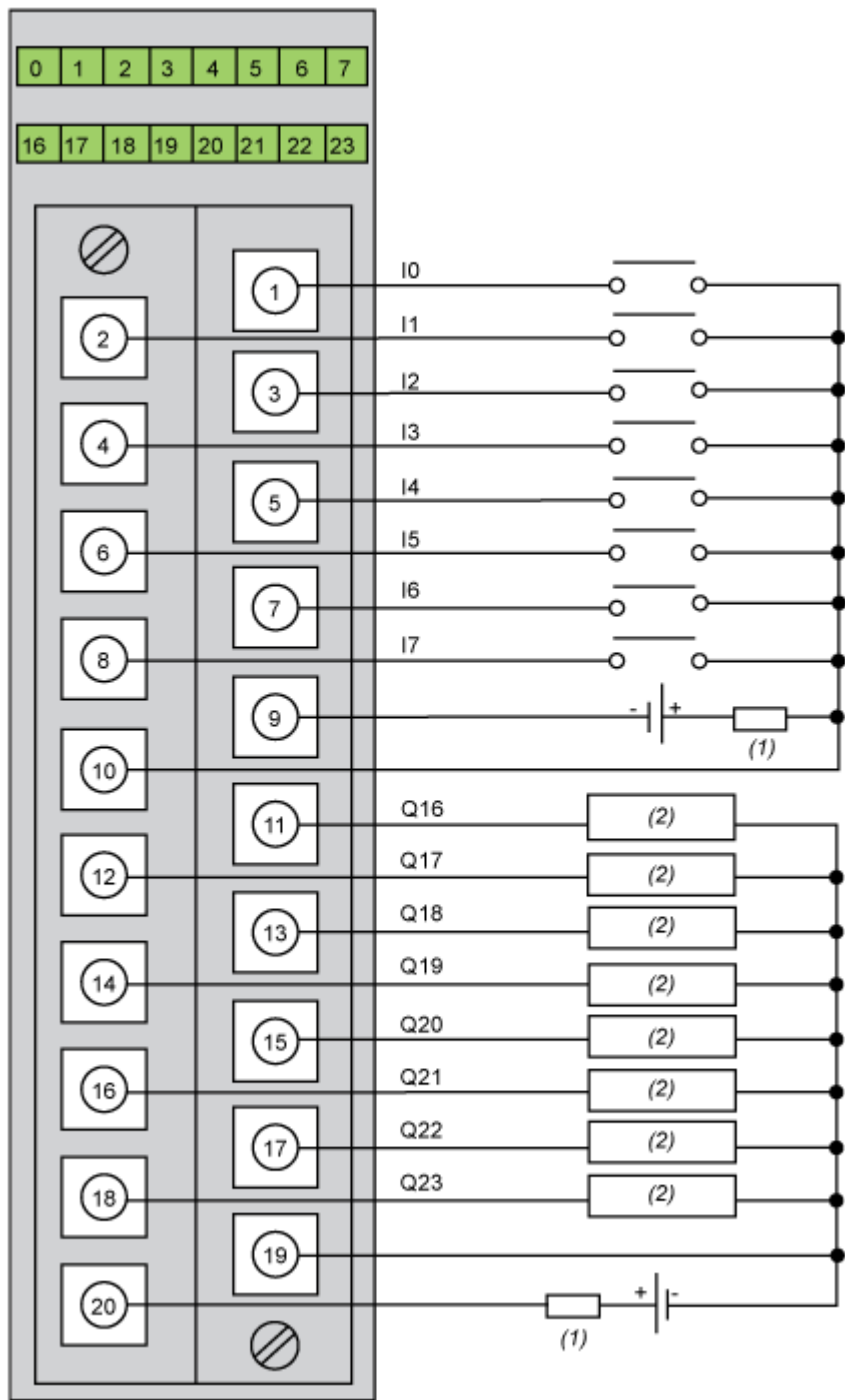 0 1 2 3 4 5 6 7
16 17 18 19 20 21 22 23
1 I0
2 I1
3 I2
4 I3
5 I4
6 I5
7 I6
8 I7
9 - +
(1)
10
11 Q16 (2)
12 Q17 (2)
13 Q18 (2)
14 Q19 (2)
15 Q20 (2)
16 Q21 (2)
17 Q22 (2)
18 Q23 (2)
19
20 + -
(1)